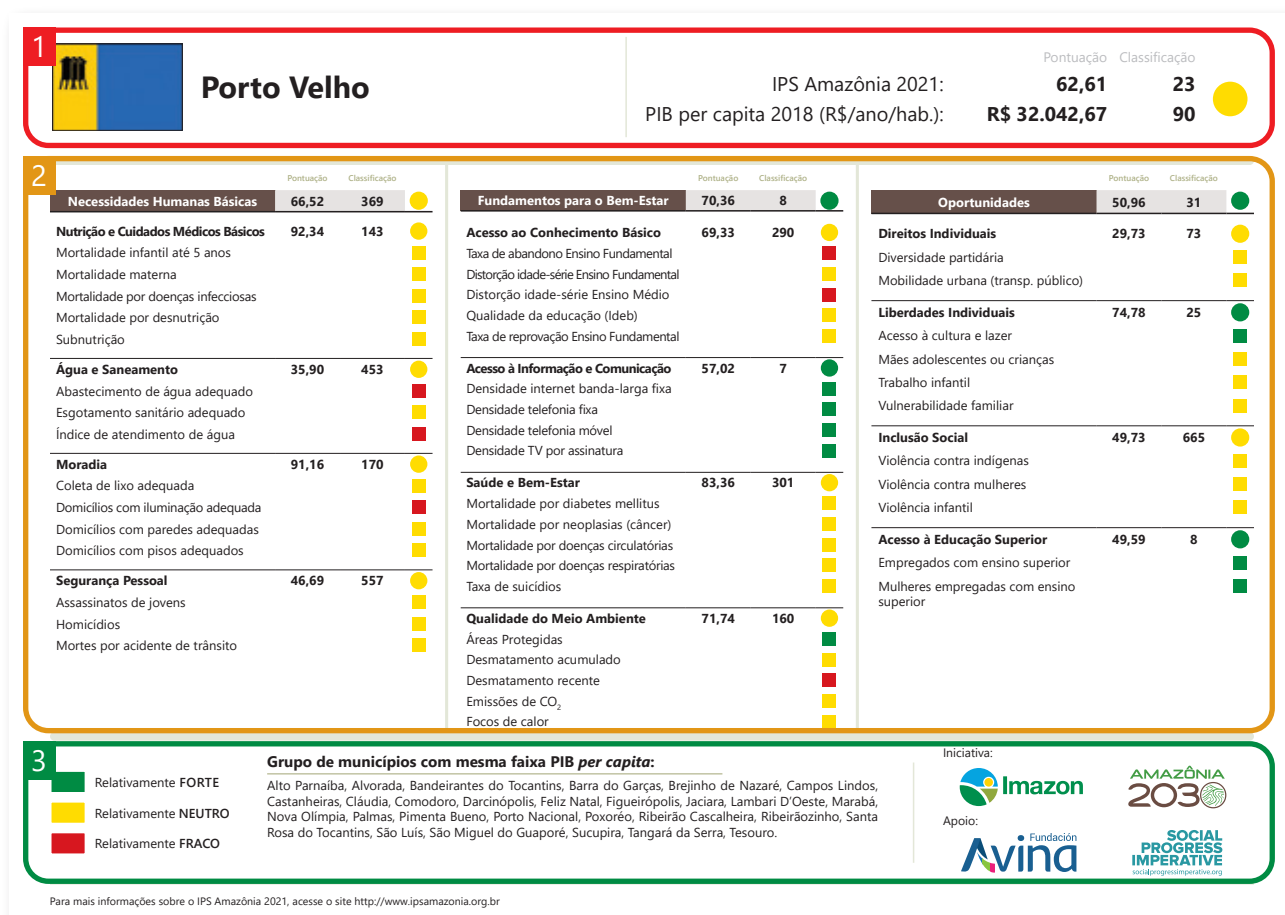 1
Porto Velho
Pontuação Classificação
IPS Amazônia 2021: 62,61 23
PIB per capita 2018 (R$/ano/hab.): R$ 32.042,67 90
2
Pontuação Classificação
Necessidades Humanas Básicas 66,52 369
Nutrição e Cuidados Médicos Básicos 92,34 143
Mortalidade infantil até 5 anos
Mortalidade materna
Mortalidade por doenças infecciosas
Mortalidade por desnutrição
Subnutrição
Água e Saneamento 35,90 453
Abastecimento de água adequado
Esgotamento sanitário adequado
Índice de atendimento de água
Moradia 91,16 170
Coleta de lixo adequada
Domicílios com iluminação adequada
Domicílios com paredes adequadas
Domicílios com pisos adequados
Segurança Pessoal 46,69 557
Assassinatos de jovens
Homicídios
Mortes por acidente de trânsito
Pontuação Classificação
Fundamentos para o Bem-Estar 70,36 8
Acesso ao Conhecimento Básico 69,33 290
Taxa de abandono Ensino Fundamental
Distorção idade-série Ensino Fundamental
Distorção idade-série Ensino Médio
Qualidade da educação (Ideb)
Taxa de reprovação Ensino Fundamental
Acesso à Informação e Comunicação 57,02 7
Densidade internet banda-larga fixa
Densidade telefonia fixa
Densidade telefonia móvel
Densidade TV por assinatura
Saúde e Bem-Estar 83,36 301
Mortalidade por diabetes mellitus
Mortalidade por neoplasias (câncer)
Mortalidade por doenças circulatórias
Mortalidade por doenças respiratórias
Taxa de suicídios
Qualidade do Meio Ambiente 71,74 160
Áreas Protegidas
Desmatamento acumulado
Desmatamento recente
Emissões de CO₂
Focos de calor
Pontuação Classificação
Oportunidades 50,96 31
Direitos Individuais 29,73 73
Diversidade partidária
Mobilidade urbana (transp. público)
Liberdades Individuais 74,78 25
Acesso à cultura e lazer
Mães adolescentes ou crianças
Trabalho infantil
Vulnerabilidade familiar
Inclusão Social 49,73 665
Violência contra indígenas
Violência contra mulheres
Violência infantil
Acesso à Educação Superior 49,59 8
Empregados com ensino superior
Mulheres empregadas com ensino
superior
3
Relativamente FORTE
Relativamente NEUTRO
Relativamente FRACO
Grupo de municípios com mesma faixa PIB per capita:
Alto Parnaíba, Alvorada, Bandeirantes do Tocantins, Barra do Garças, Brejinho de Nazaré, Campos Lindos,
Castanheiras, Cláudia, Comodoro, Darcinópolis, Feliz Natal, Figueirópolis, Jaciara, Lambari D'Oeste, Marabá,
Nova Olímpia, Palmas, Pimenta Bueno, Porto Nacional, Poxoréo, Ribeirão Cascalheira, Ribeirãozinho, Santa
Rosa do Tocantins, São Luís, São Miguel do Guaporé, Sucupira, Tangará da Serra, Tesouro.
Iniciativa:
Imazon
AMAZÔNIA
2030
Apoio:
Fundación
Avina
SOCIAL
PROGRESS
IMPERATIVE
socialprogressimperative.org
Para mais informações sobre o IPS Amazônia 2021, acesse o site http://www.ipsamazonia.org.br